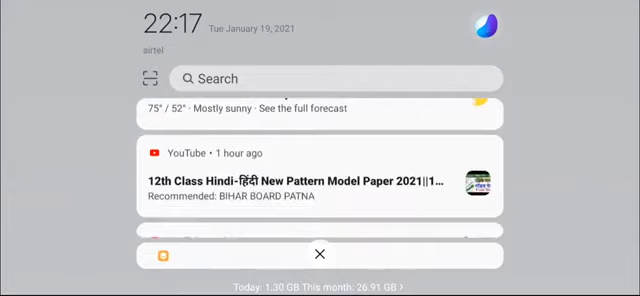 22:17 Tue January 19, 2021
airtel
Search
75° / 52° · Mostly sunny · See the full forecast
YouTube • 1 hour ago
12th Class Hindi-हिंदी New Pattern Model Paper 2021||1...
Recommended: BIHAR BOARD PATNA
Today: 1.30 GB This month: 26.91 GB >